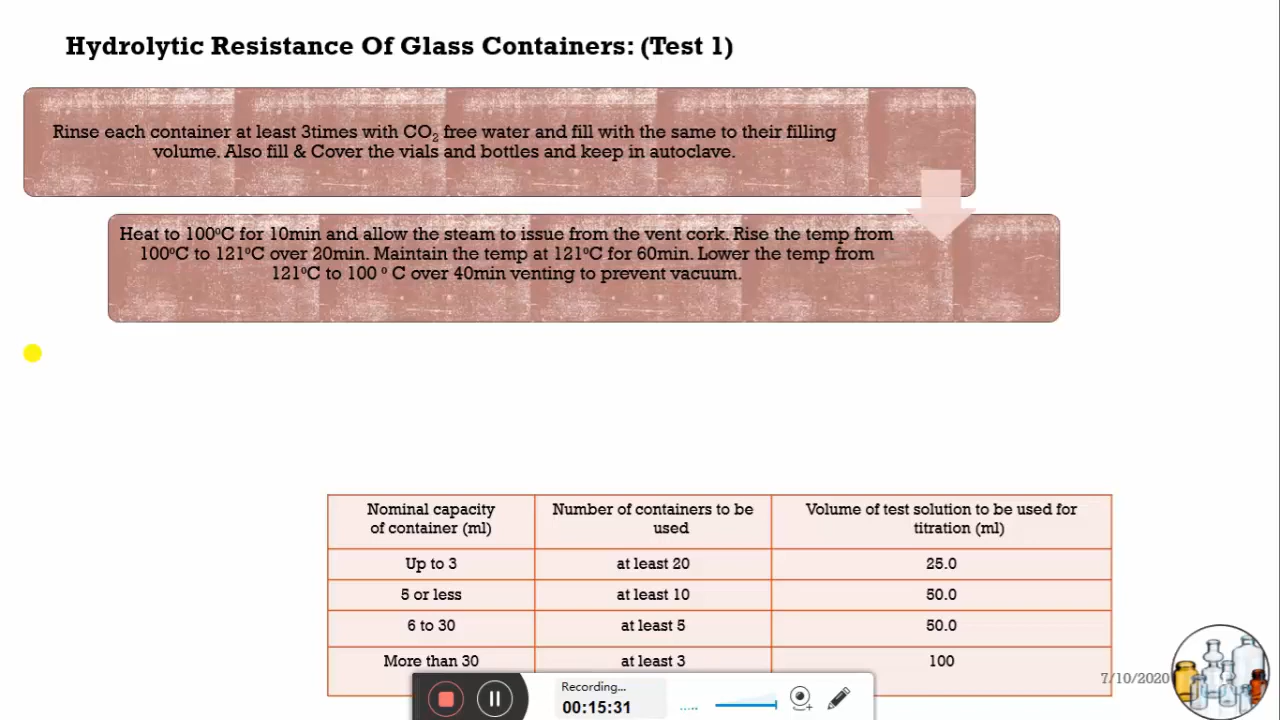 Hydrolytic Resistance Of Glass Containers: (Test 1)
Rinse each container at least 3times with CO₂ free water and fill with the same to their filling
volume. Also fill & Cover the vials and bottles and keep in autoclave.
Heat to 100⁰C for 10min and allow the steam to issue from the vent cork. Rise the temp from
100⁰C to 121⁰C over 20min. Maintain the temp at 121⁰C for 60min. Lower the temp from
121⁰C to 100 ⁰ C over 40min venting to prevent vacuum.
Nominal capacity of container (ml) Number of containers to be used Volume of test solution to be used for titration (ml)
Up to 3 at least 20 25.0
5 or less at least 10 50.0
6 to 30 at least 5 50.0
More than 30 at least 3 100
7/10/2020
Recording...
00:15:31